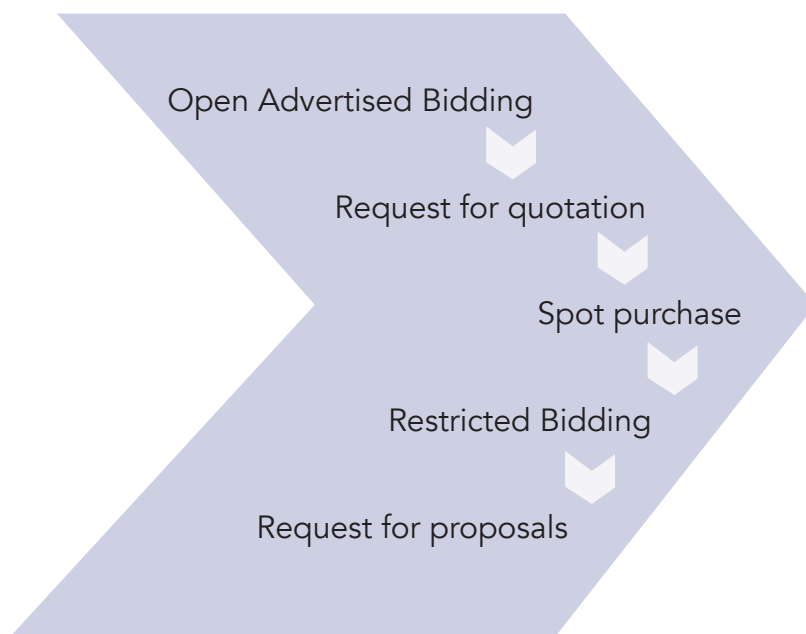 Open Advertised Bidding
Request for quotation
Spot purchase
Restricted Bidding
Request for proposals